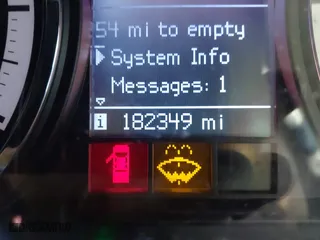 54 mi to empty
System Info
Messages: 1
i 182349 mi